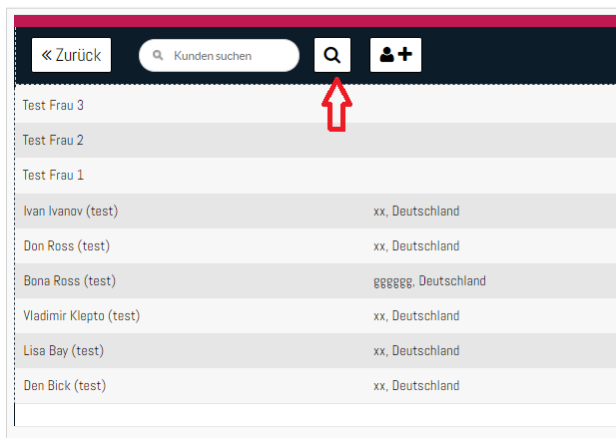 « Zurück Kunden suchen
Test Frau 3
Test Frau 2
Test Frau 1
Ivan Ivanov (test) xx, Deutschland
Don Ross (test) xx, Deutschland
Bona Ross (test) gggggg, Deutschland
Vladimir Klepto (test) xx, Deutschland
Lisa Bay (test) xx, Deutschland
Den Bick (test) xx, Deutschland